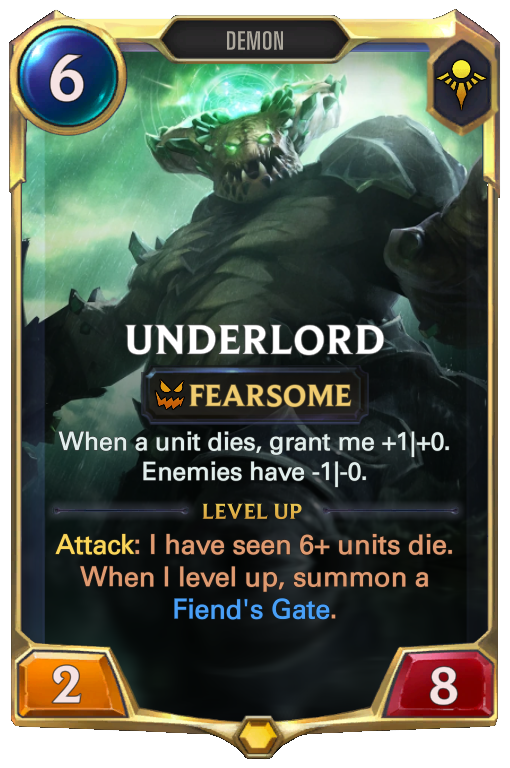 6
DEMON
UNDERLORD
FEARSOME
When a unit dies, grant me +1|+0.
Enemies have -1|-0.
LEVEL UP
Attack: I have seen 6+ units die.
When I level up, summon a
Fiend's Gate.
2
8